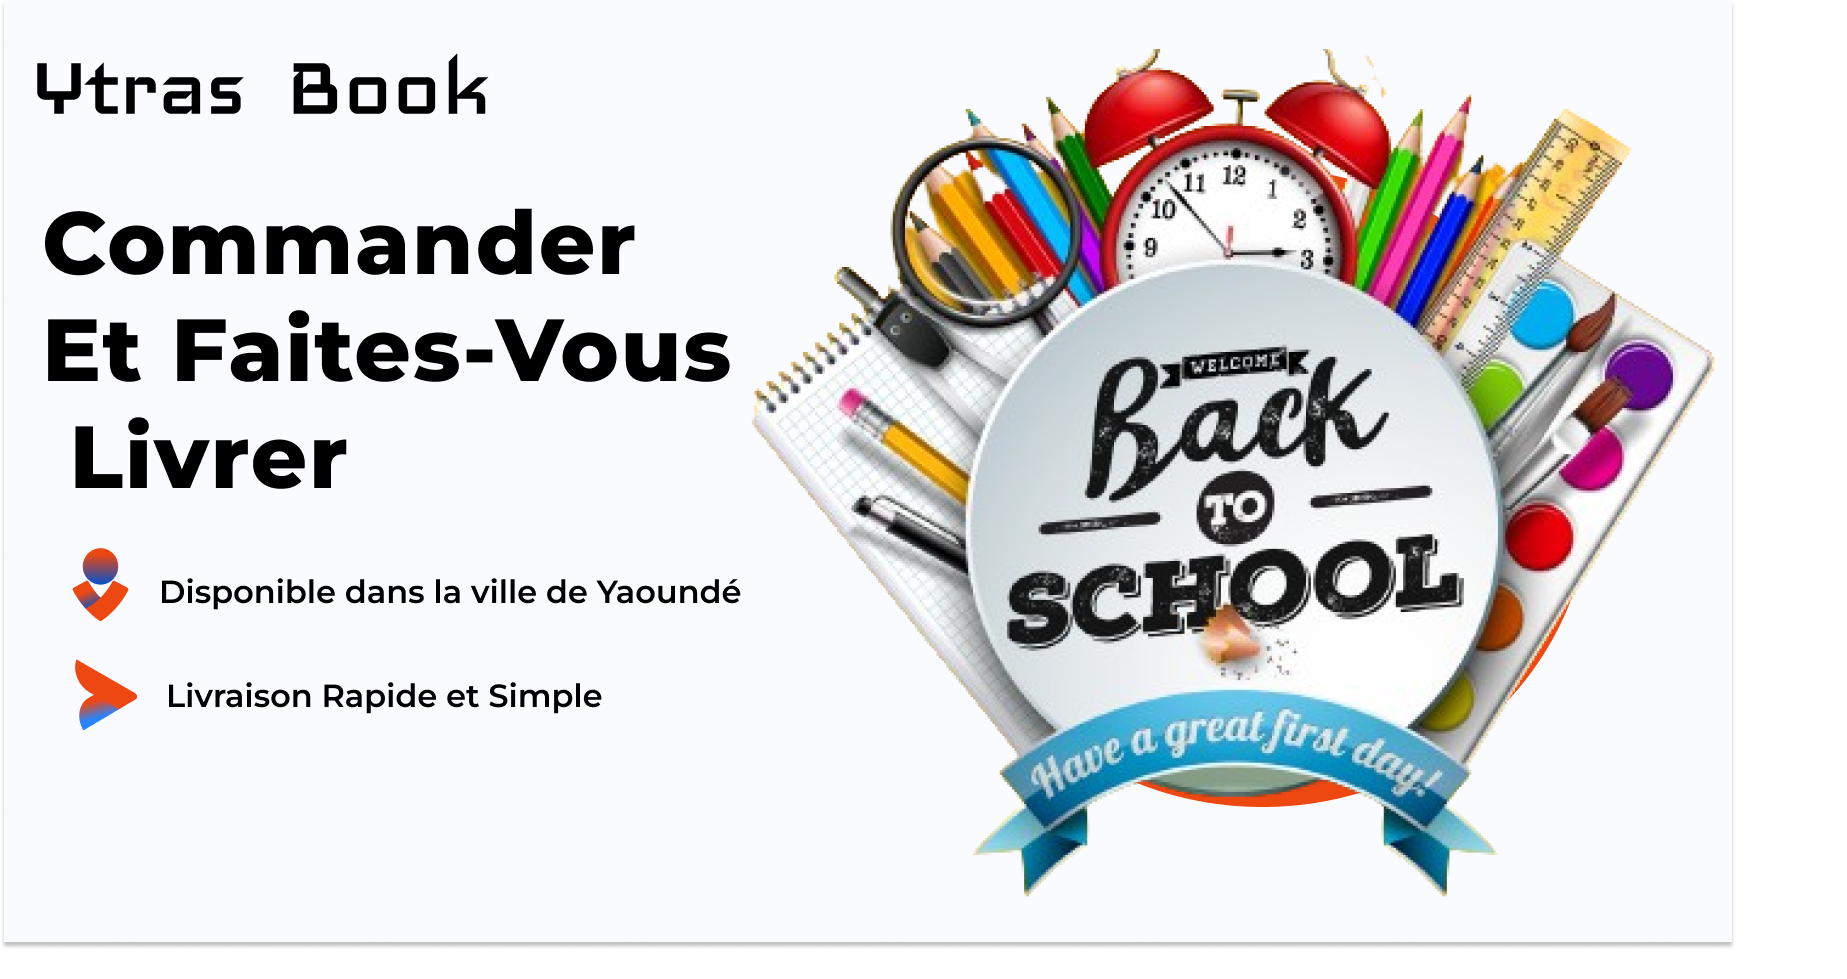 Ytras Book
Commander
Et Faites-Vous
Livrer
Disponible dans la ville de Yaoundé
Livraison Rapide et Simple
11 12 1
10 2
9 3
WELCOME
Back
TO
SCHOOL
Have a great first day!